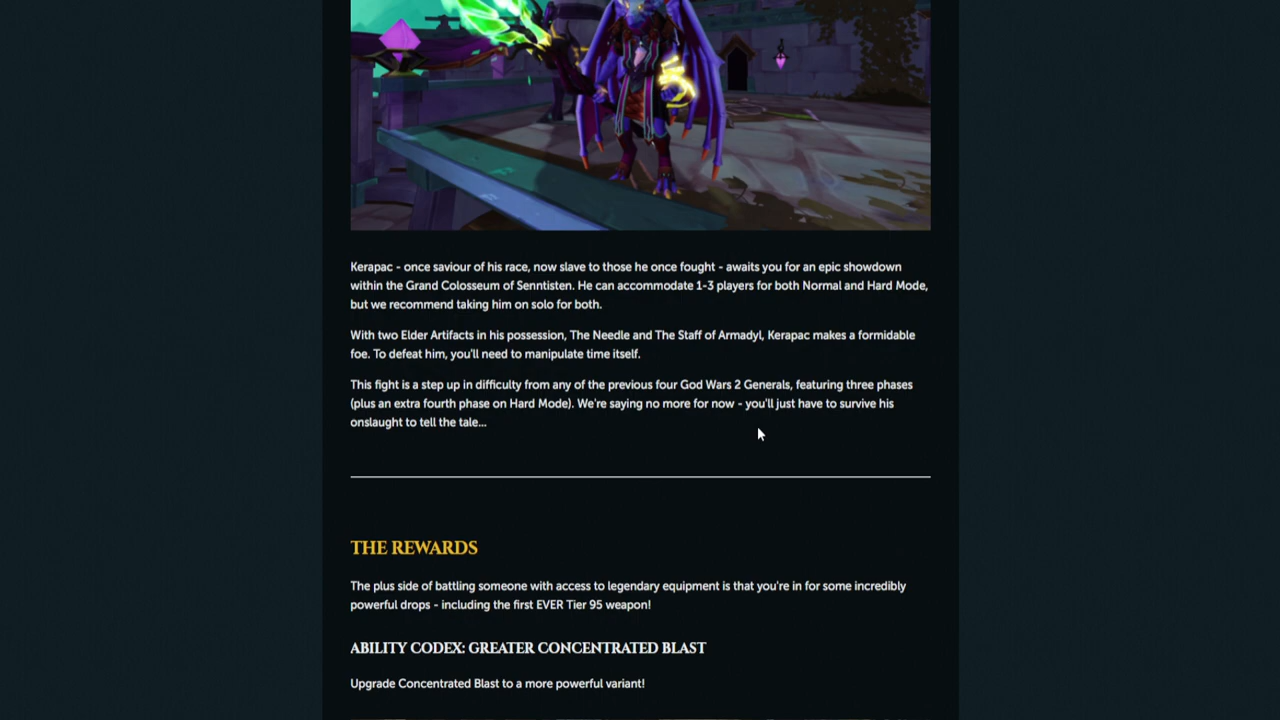 Kerapac - once saviour of his race, now slave to those he once fought - awaits you for an epic showdown
within the Grand Colosseum of Senntisten. He can accommodate 1-3 players for both Normal and Hard Mode,
but we recommend taking him on solo for both.
With two Elder Artifacts in his possession, The Needle and The Staff of Armadyl, Kerapac makes a formidable
foe. To defeat him, you'll need to manipulate time itself.
This fight is a step up in difficulty from any of the previous four God Wars 2 Generals, featuring three phases
(plus an extra fourth phase on Hard Mode). We're saying no more for now - you'll just have to survive his
onslaught to tell the tale...
THE REWARDS
The plus side of battling someone with access to legendary equipment is that you're in for some incredibly
powerful drops - including the first EVER Tier 95 weapon!
ABILITY CODEX: GREATER CONCENTRATED BLAST
Upgrade Concentrated Blast to a more powerful variant!